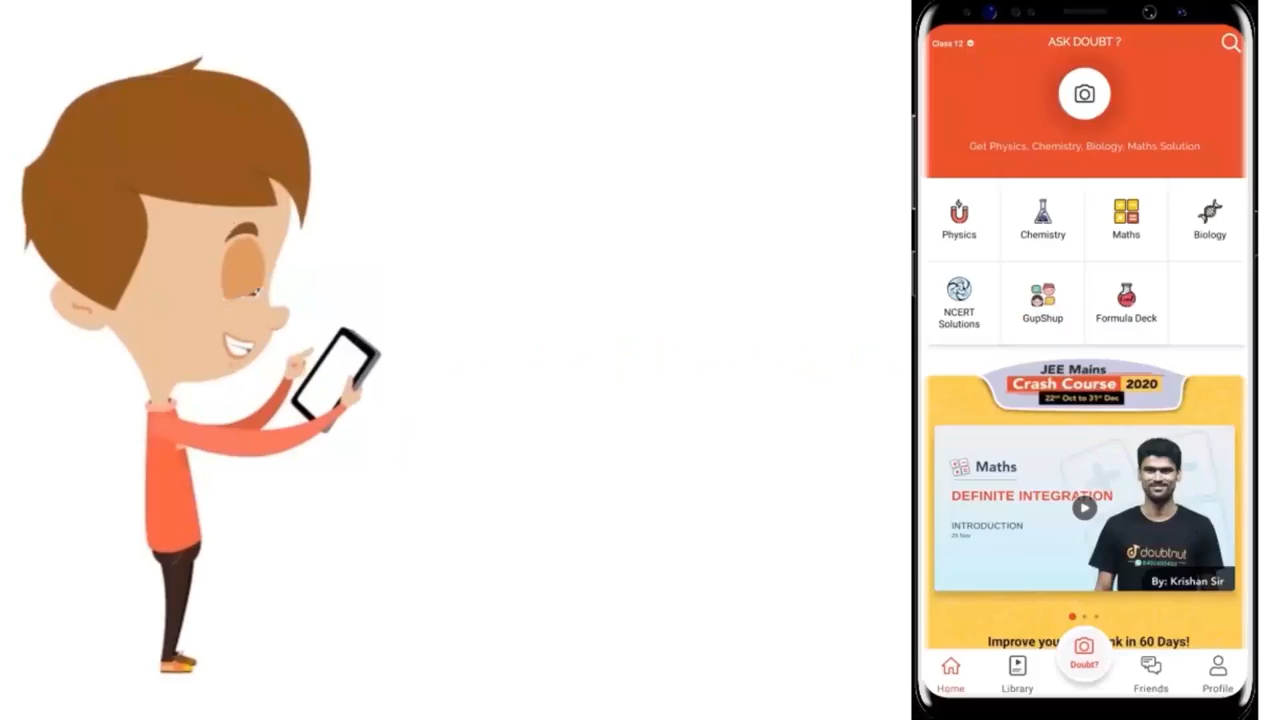 Class 12
ASK DOUBT ?
Get Physics, Chemistry, Biology, Maths Solution
Physics
Chemistry
Maths
Biology
NCERT
Solutions
GupShup
Formula Deck
JEE Mains
Crash Course 2020
22nd Oct to 31st Dec
Maths
DEFINITE INTEGRATION
INTRODUCTION
doubtnut
By: Krishan Sir
Improve you nk in 60 Days!
Doubt?
Home
Library
Friends
Profile